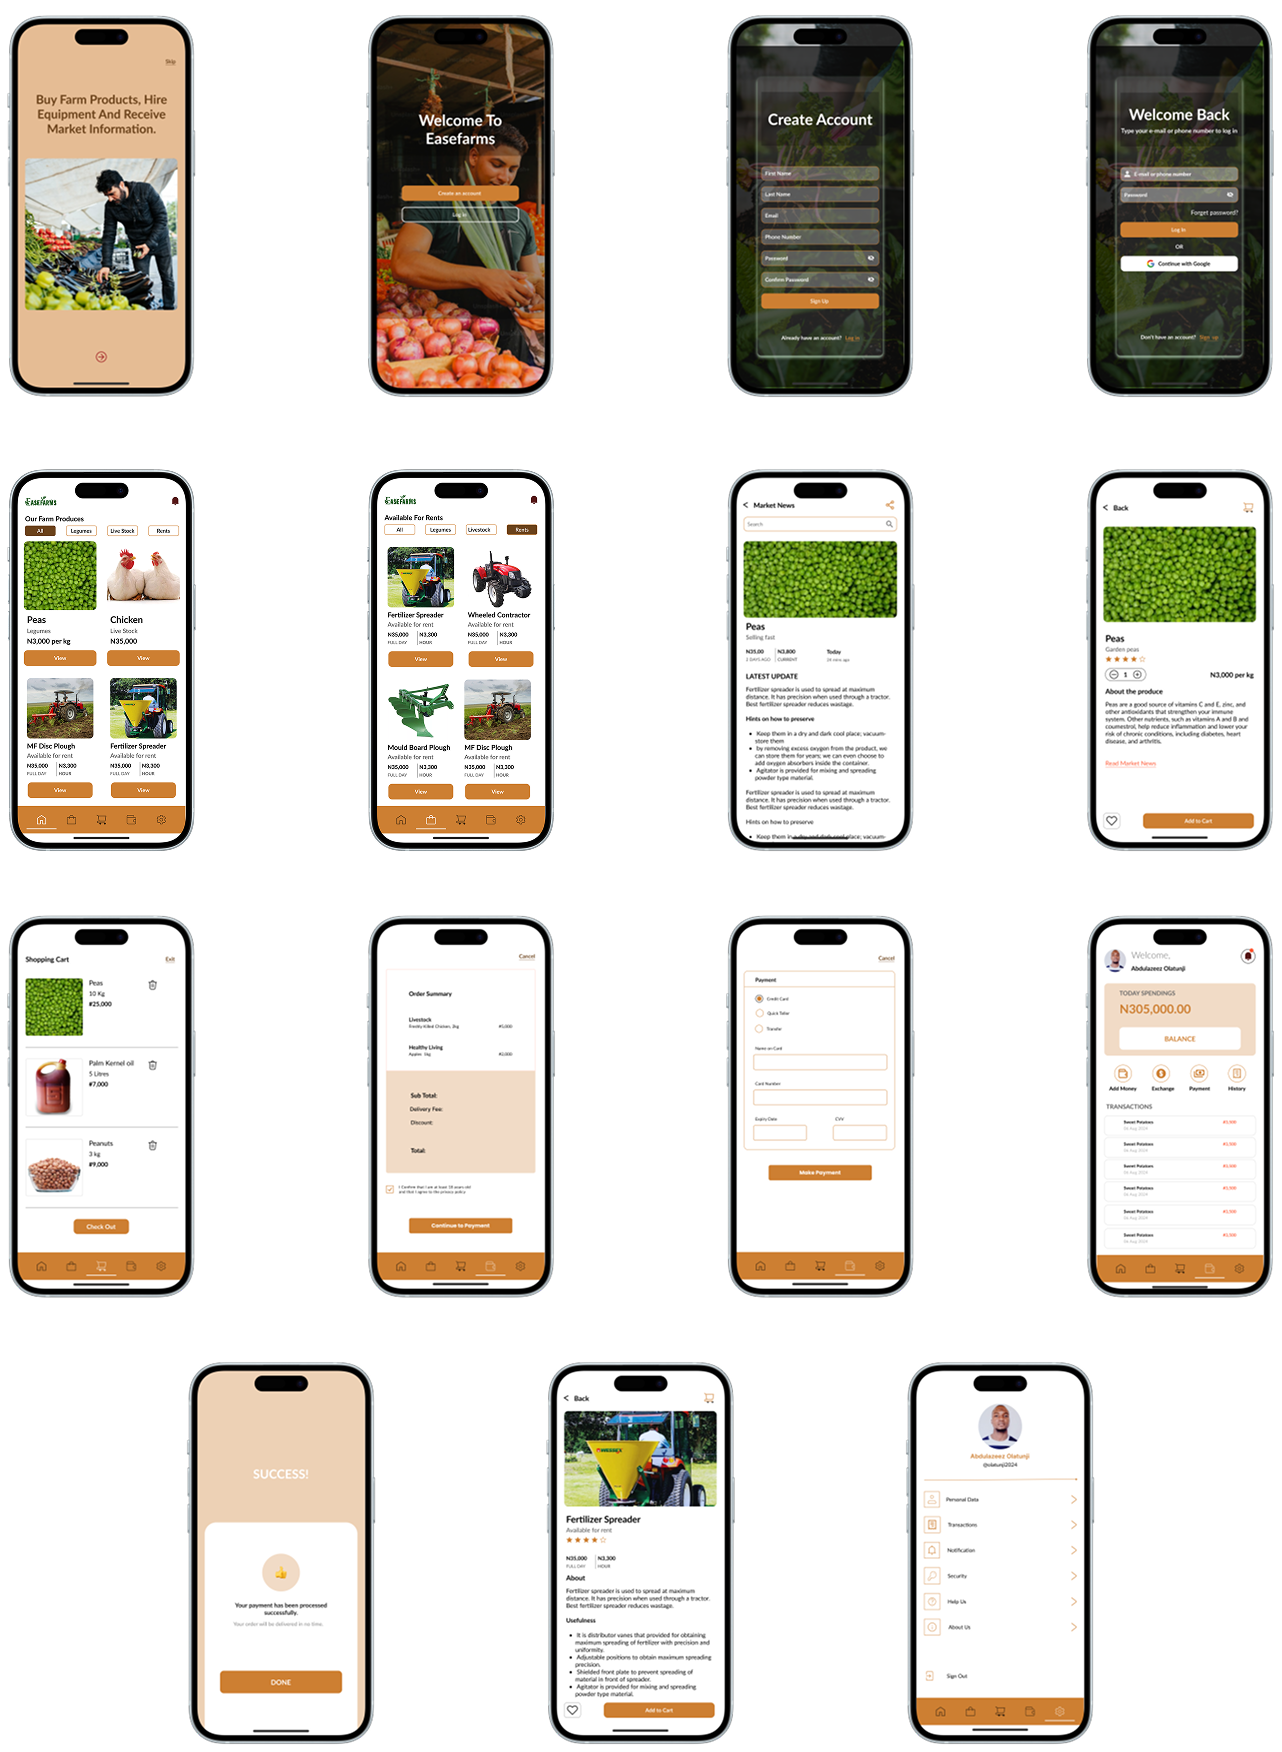 Skip
Buy Farm Products, Hire
Equipment And Receive
Market Information.
Welcome To
Easefarms
Create an account
Log in
Create Account
First Name
Last Name
Email
Phone Number
Password
Confirm Password
Sign Up
Already have an account? Log in
Welcome Back
Type your e-mail or phone number to log in
E-mail or phone number
Password
Forget password?
Log In
OR
Continue with Google
Don't have an account? Sign up
EASEFARMS
Our Farm Produces
All Legumes Live Stock Rents
Peas
Legumes
N3,000 per kg
View
Chicken
Live Stock
N35,000
View
MF Disc Plough
Available for rent
N35,000 N3,300
FULL DAY HOUR
View
Fertilizer Spreader
Available for rent
N35,000 N3,300
FULL DAY HOUR
View
EASEFARMS
Available For Rents
All Legumes Livestock Rents
Fertilizer Spreader
Available for rent
N35,000 N3,300
FULL DAY HOUR
View
Wheeled Contractor
Available for rent
N35,000 N3,300
FULL DAY HOUR
View
Mould Board Plough
Available for rent
N35,000 N3,300
FULL DAY HOUR
View
MF Disc Plough
Available for rent
N35,000 N3,300
FULL DAY HOUR
View
< Market News
Search
Peas
Selling fast
N35,00 N3,800 Today
2 DAYS AGO CURRENT 24 mins ago
LATEST UPDATE
Fertilizer spreader is used to spread at maximum
distance. It has precision when used through a tractor.
Best fertilizer spreader reduces wastage.
Hints on how to preserve
• Keep them in a dry and dark cool place; vacuum-
store them
• by removing excess oxygen from the product, we
can store them for years; we can even choose to
add oxygen absorbers inside the container.
• Agitator is provided for mixing and spreading
powder type material.
Fertilizer spreader is used to spread at maximum
distance. It has precision when used through a tractor.
Best fertilizer spreader reduces wastage.
Hints on how to preserve
• Keep them in a dry and dark cool place; vacuum-
< Back
Peas
Garden peas
1
N3,000 per kg
About the produce
Peas are a good source of vitamins C and E, zinc, and
other antioxidants that strengthen your immune
system. Other nutrients, such as vitamins A and B and
coumestrol, help reduce inflammation and lower your
risk of chronic conditions, including diabetes, heart
disease, and arthritis.
Read Market News
Add to Cart
Shopping Cart Exit
Peas
10 Kg
₦25,000
Palm Kernel oil
5 Litres
₦7,000
Peanuts
3 kg
₦9,000
Check Out
Cancel
Order Summary
Livestock
Freshly Killed Chicken, 2kg ₦5,000
Healthy Living
Apples 1kg ₦2,000
Sub Total:
Delivery Fee:
Discount:
Total:
I Confirm that I am at least 18 years old
and that I agree to the privacy policy
Continue to Payment
Cancel
Payment
Credit Card
Quick Teller
Transfer
Name on Card
Card Number
Expiry Date CVV
Make Payment
Welcome,
Abdulazeez Olatunji
TODAY SPENDINGS
N305,000.00
BALANCE
Add Money Exchange Payment History
TRANSACTIONS
Sweet Potatoes
06 Aug 2024
Sweet Potatoes
06 Aug 2024
Sweet Potatoes
06 Aug 2024
Sweet Potatoes
06 Aug 2024
Sweet Potatoes
06 Aug 2024
Sweet Potatoes
06 Aug 2024
SUCCESS!
Your payment has been processed
successfully.
Your order will be delivered in no time.
DONE
< Back
WESSEX
Fertilizer Spreader
Available for rent
N35,000 N3,300
FULL DAY HOUR
About
Fertilizer spreader is used to spread at maximum
distance. It has precision when used through a tractor.
Best fertilizer spreader reduces wastage.
Usefulness
• It is distributor vanes that provided for obtaining
maximum spreading of fertilizer with precision and
uniformity.
• Adjustable positions to obtain maximum spreading
precision.
• Shielded front plate to prevent spreading of
material in front of spreader.
• Agitator is provided for mixing and spreading
powder type material.
Add to Cart
Abdulazeez Olatunji
@olatunji2024
Personal Data
Transactions
Notification
Security
Help Us
About Us
Sign Out